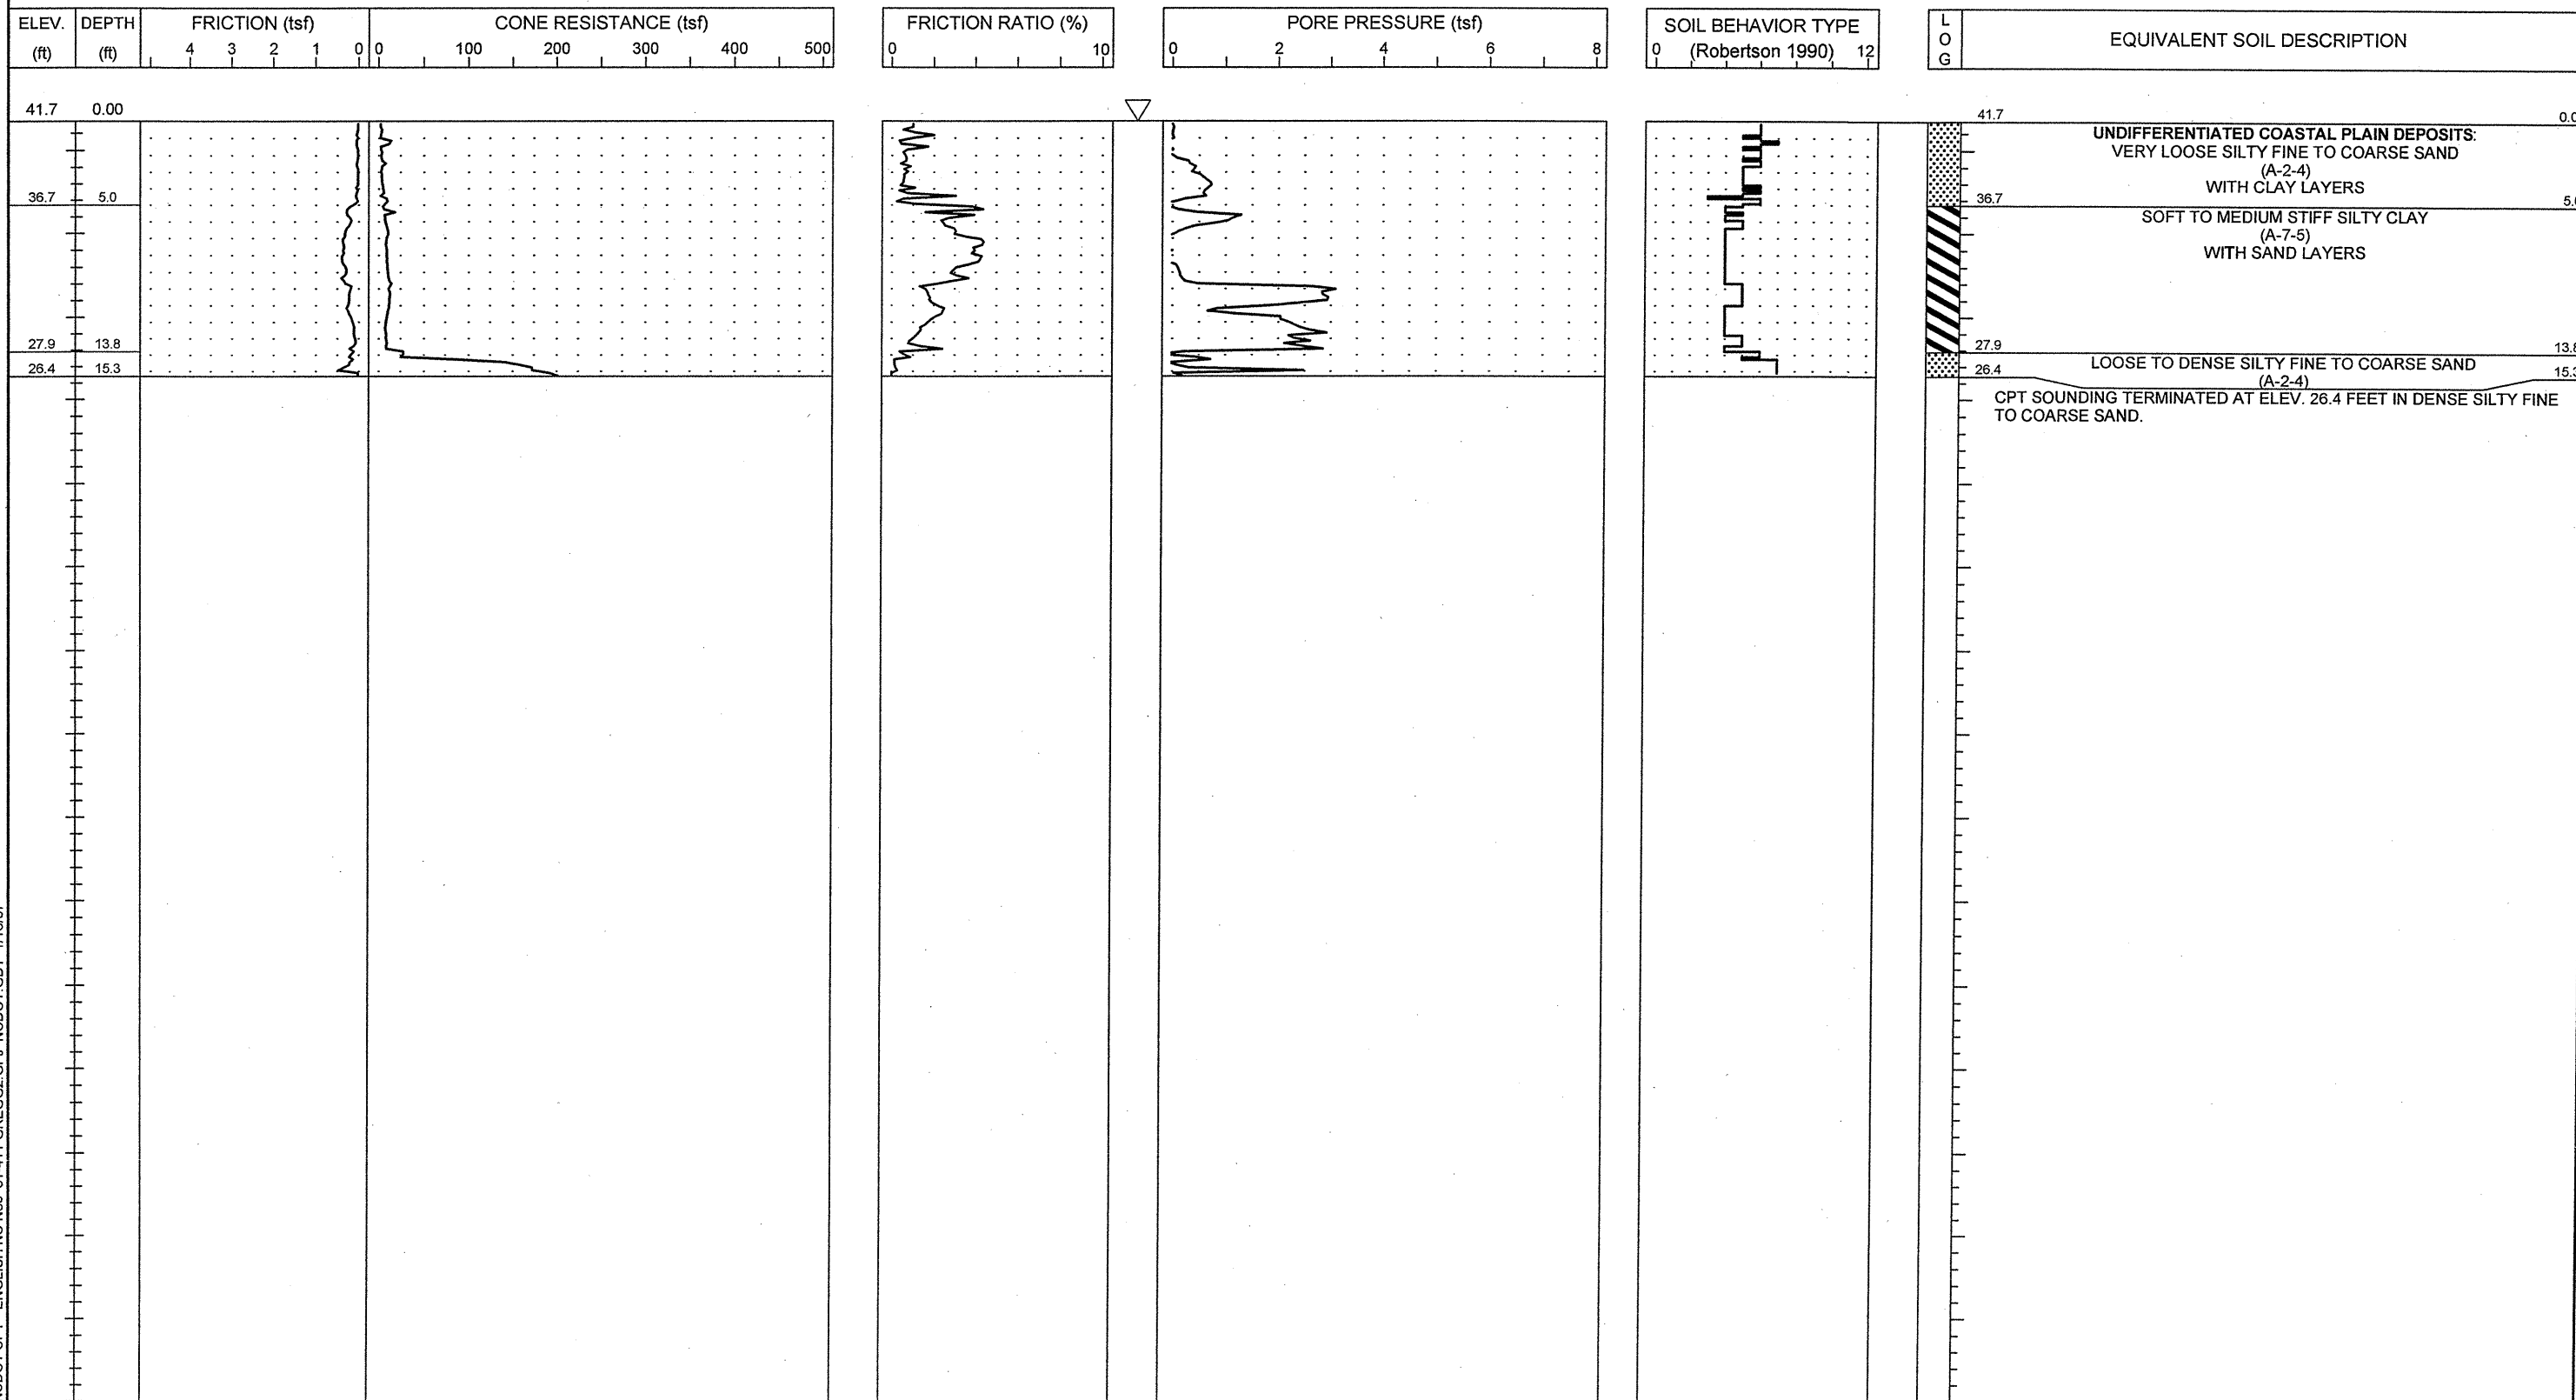 ELEV. DEPTH FRICTION (tsf) CONE RESISTANCE (tsf) FRICTION RATIO (%) PORE PRESSURE (tsf) SOIL BEHAVIOR TYPE LOG EQUIVALENT SOIL DESCRIPTION
(ft) (ft) 4 3 2 1 0 0 100 200 300 400 500 0 10 0 2 4 6 8 0 (Robertson 1990) 12
41.7 0.00 41.7
UNDIFFERENTIATED COASTAL PLAIN DEPOSITS:
VERY LOOSE SILTY FINE TO COARSE SAND
(A-2-4)
WITH CLAY LAYERS
36.7 5.0 36.7
SOFT TO MEDIUM STIFF SILTY CLAY
(A-7-5)
WITH SAND LAYERS
27.9 13.8 27.9 13.8
LOOSE TO DENSE SILTY FINE TO COARSE SAND
26.4 15.3 26.4 15.3
(A-2-4)
CPT SOUNDING TERMINATED AT ELEV. 26.4 FEET IN DENSE SILTY FINE
TO COARSE SAND.